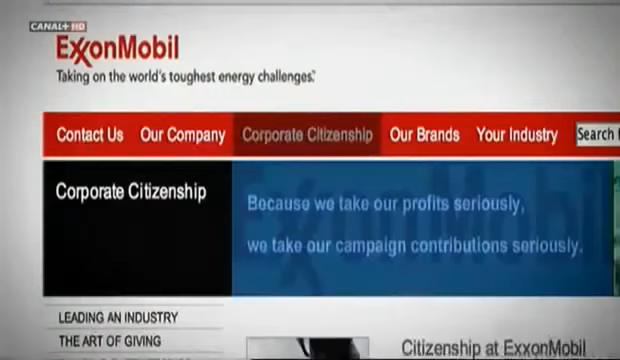 CANAL+ HD
ExxonMobil
Taking on the world's toughest energy challenges.™
Contact Us Our Company Corporate Citizenship Our Brands Your Industry Search
Corporate Citizenship
Because we take our profits seriously,
we take our campaign contributions seriously.
LEADING AN INDUSTRY
THE ART OF GIVING
Citizenship at ExxonMobil